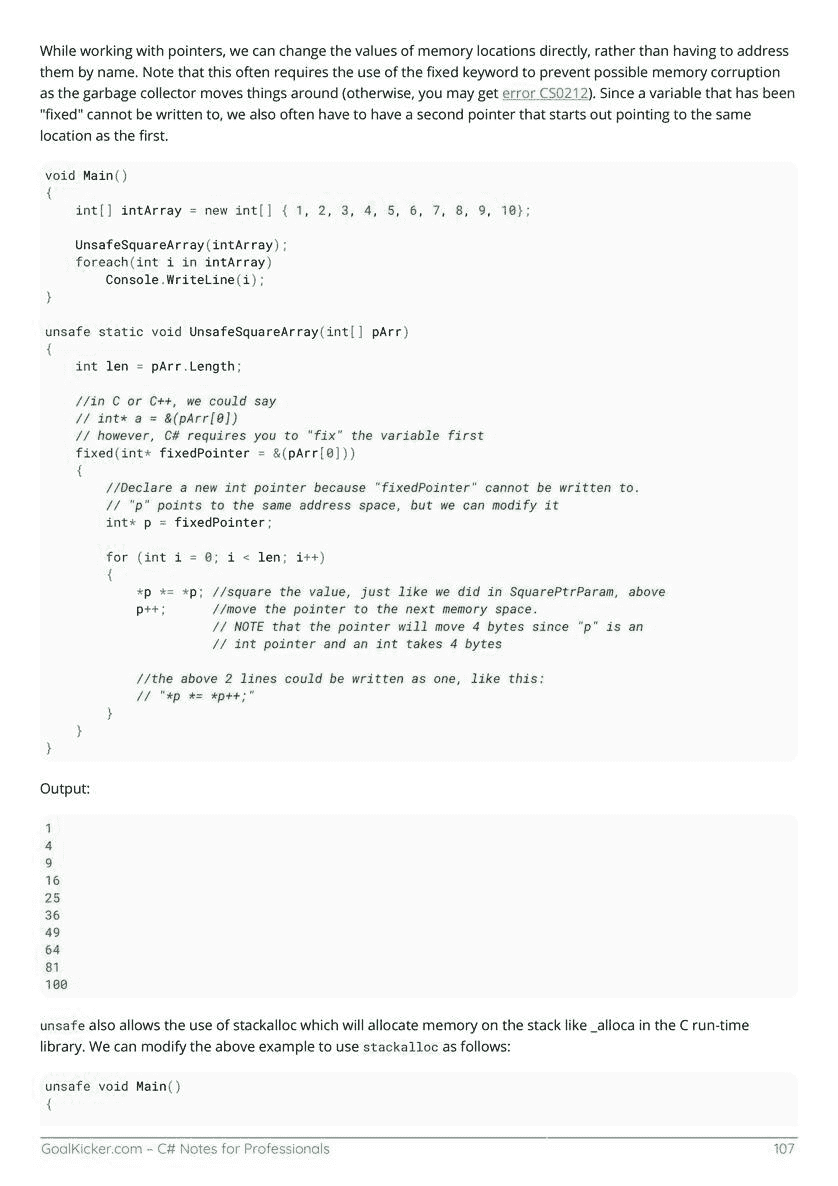 While working with pointers, we can change the values of memory locations directly, rather than having to address
them by name. Note that this often requires the use of the fixed keyword to prevent possible memory corruption
as the garbage collector moves things around (otherwise, you may get error CS0212). Since a variable that has been
"fixed" cannot be written to, we also often have to have a second pointer that starts out pointing to the same
location as the first.
void Main()
{
    int[] intArray = new int[] { 1, 2, 3, 4, 5, 6, 7, 8, 9, 10};

    UnsafeSquareArray(intArray);
    foreach(int i in intArray)
        Console.WriteLine(i);
}

unsafe static void UnsafeSquareArray(int[] pArr)
{
    int len = pArr.Length;

    //in C or C++, we could say
    // int* a = &(pArr[0])
    // however, C# requires you to "fix" the variable first
    fixed(int* fixedPointer = &(pArr[0]))
    {
        //Declare a new int pointer because "fixedPointer" cannot be written to.
        // "p" points to the same address space, but we can modify it
        int* p = fixedPointer;

        for (int i = 0; i < len; i++)
        {
            *p *= *p; //square the value, just like we did in SquarePtrParam, above
            p++;      //move the pointer to the next memory space.
                      // NOTE that the pointer will move 4 bytes since "p" is an
                      // int pointer and an int takes 4 bytes

            //the above 2 lines could be written as one, like this:
            // "*p *= *p++;"
        }
    }
}
Output:
1
4
9
16
25
36
49
64
81
100
unsafe also allows the use of stackalloc which will allocate memory on the stack like _alloca in the C run-time
library. We can modify the above example to use stackalloc as follows:
unsafe void Main()
{
GoalKicker.com – C# Notes for Professionals 107